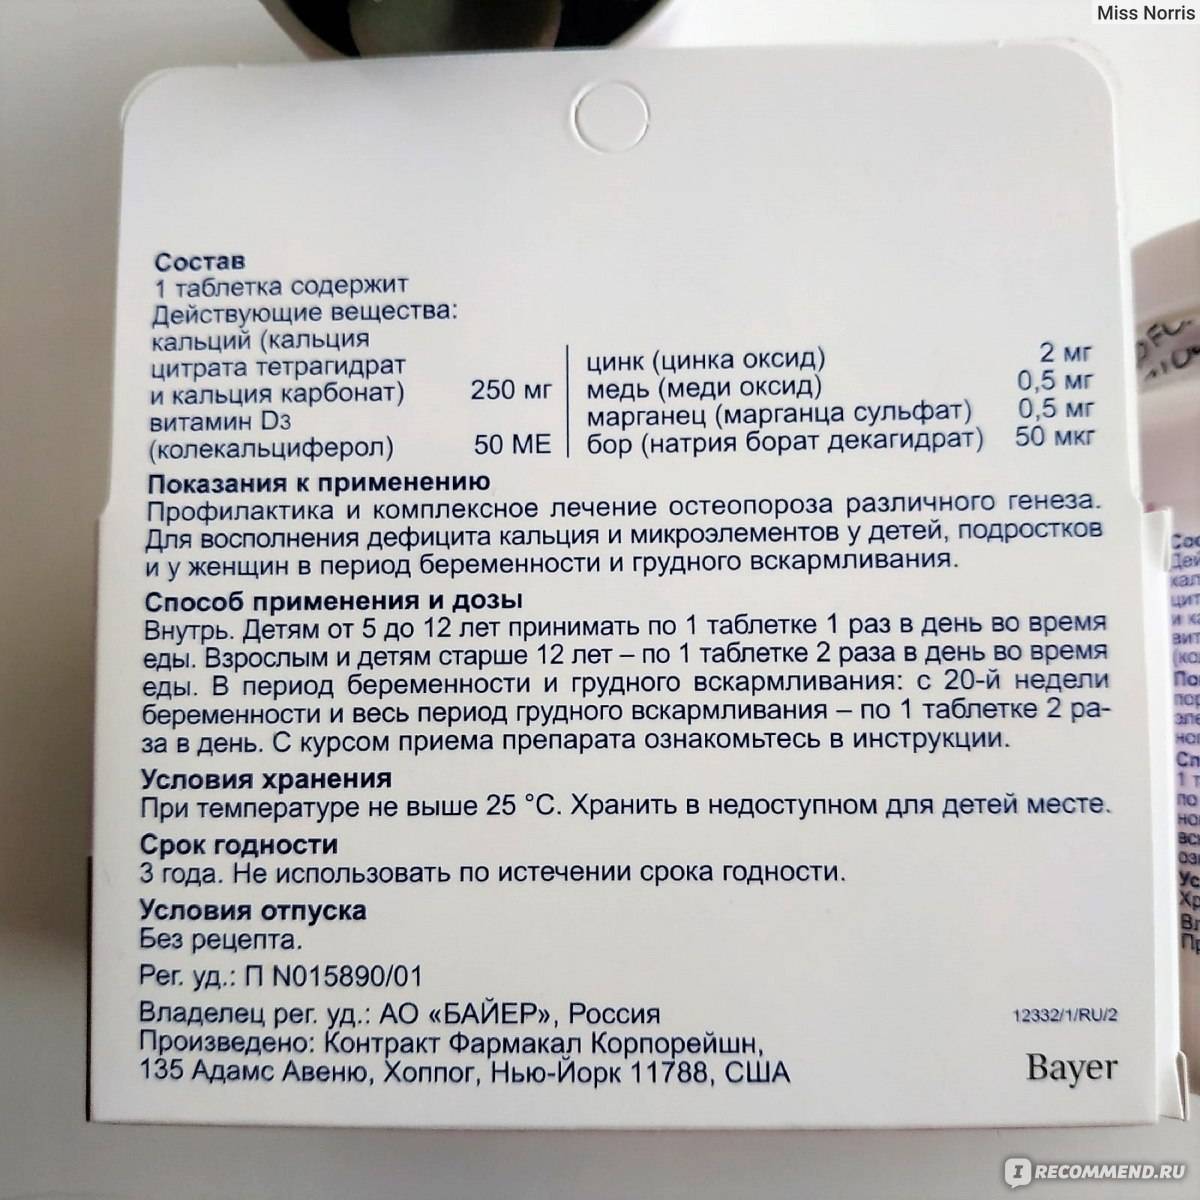 Miss Norris
Состав
1 таблетка содержит
Действующие вещества:
кальций (кальция
цитрата тетрагидрат
и кальция карбонат) 250 мг
витамин D3
(колекальциферол) 50 МЕ
цинк (цинка оксид) 2 мг
медь (меди оксид) 0,5 мг
марганец (марганца сульфат) 0,5 мг
бор (натрия борат декагидрат) 50 мкг
Показания к применению
Профилактика и комплексное лечение остеопороза различного генеза.
Для восполнения дефицита кальция и микроэлементов у детей, подростков
и у женщин в период беременности и грудного вскармливания.
Способ применения и дозы
Внутрь. Детям от 5 до 12 лет принимать по 1 таблетке 1 раз в день во время
еды. Взрослым и детям старше 12 лет – по 1 таблетке 2 раза в день во время
еды. В период беременности и грудного вскармливания: с 20-й недели
беременности и весь период грудного вскармливания – по 1 таблетке 2 ра-
за в день. С курсом приема препарата ознакомьтесь в инструкции.
Условия хранения
При температуре не выше 25 °С. Хранить в недоступном для детей месте.
Срок годности
3 года. Не использовать по истечении срока годности.
Условия отпуска
Без рецепта.
Рег. уд.: П N015890/01
Владелец рег. уд.: АО «БАЙЕР», Россия
Произведено: Контракт Фармакал Корпорейшн,
135 Адамс Авеню, Хоппог, Нью-Йорк 11788, США
12332/1/RU/2
Bayer
IRECOMMEND.RU